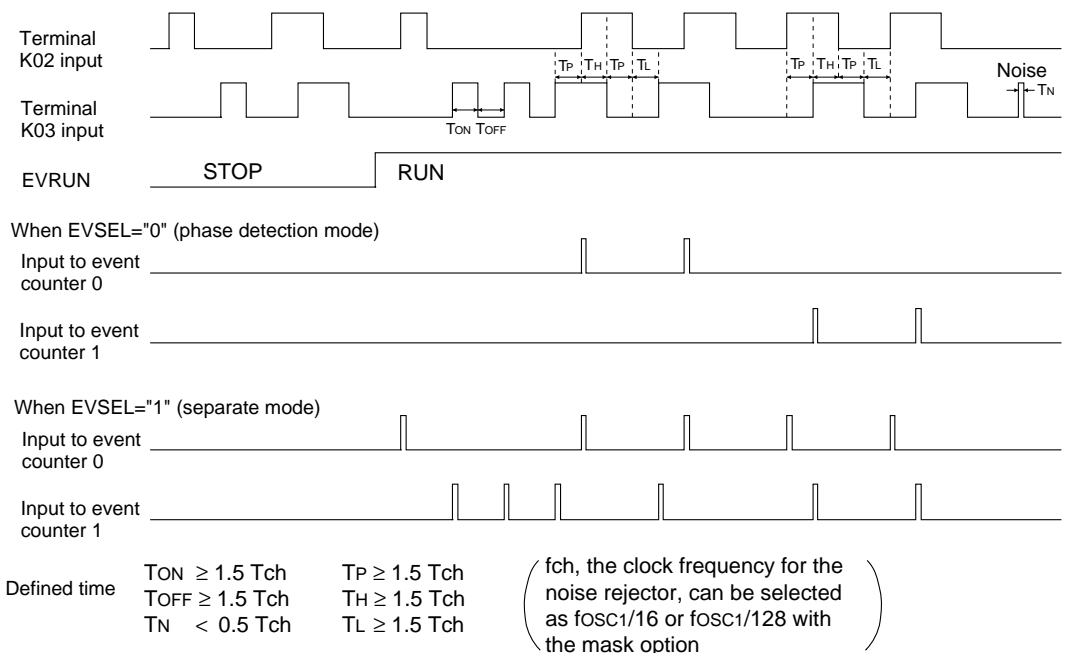 Terminal
K02 input
TP TH TP TL
TP TH TP TL
Noise
TN
Terminal
K03 input
TON TOFF
EVRUN
STOP
RUN
When EVSEL="0" (phase detection mode)
Input to event
counter 0
Input to event
counter 1
When EVSEL="1" (separate mode)
Input to event
counter 0
Input to event
counter 1
Defined time
TON ≥ 1.5 Tch
TOFF ≥ 1.5 Tch
TN < 0.5 Tch
TP ≥ 1.5 Tch
TH ≥ 1.5 Tch
TL ≥ 1.5 Tch
fch, the clock frequency for the
noise rejector, can be selected
as fOSC1/16 or fOSC1/128 with
the mask option